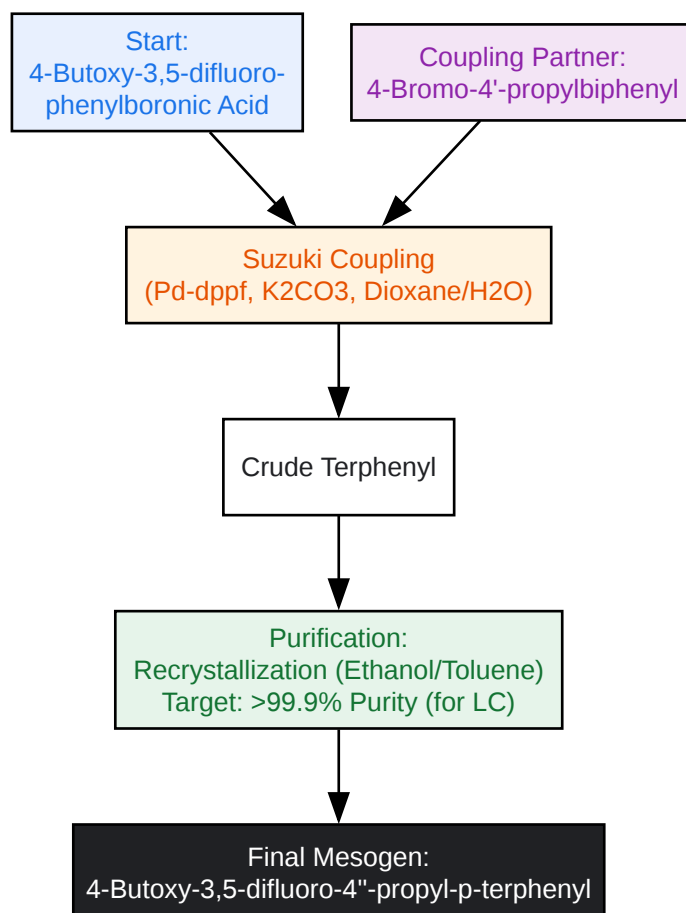 Start:
4-Butoxy-3,5-difluoro-
phenylboronic Acid
Coupling Partner:
4-Bromo-4'-propylbiphenyl
Suzuki Coupling
(Pd-dppf, K2CO3, Dioxane/H2O)
Crude Terphenyl
Purification:
Recrystallization (Ethanol/Toluene)
Target: >99.9% Purity (for LC)
Final Mesogen:
4-Butoxy-3,5-difluoro-4''-propyl-p-terphenyl